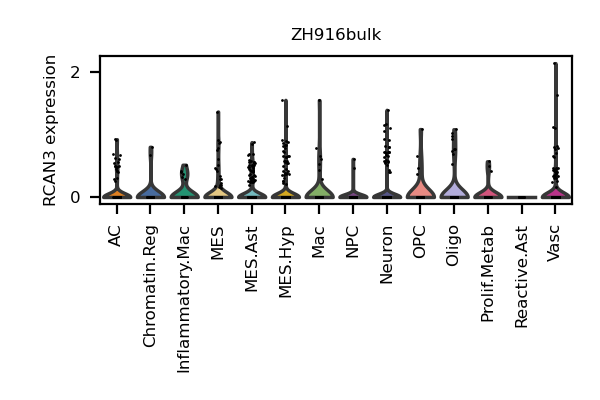 ZH916bulk
RCAN3 expression
2
0
AC
Chromatin.Reg
Inflammatory.Mac
MES
MES.Ast
MES.Hyp
Mac
NPC
Neuron
OPC
Oligo
Prolif.Metab
Reactive.Ast
Vasc